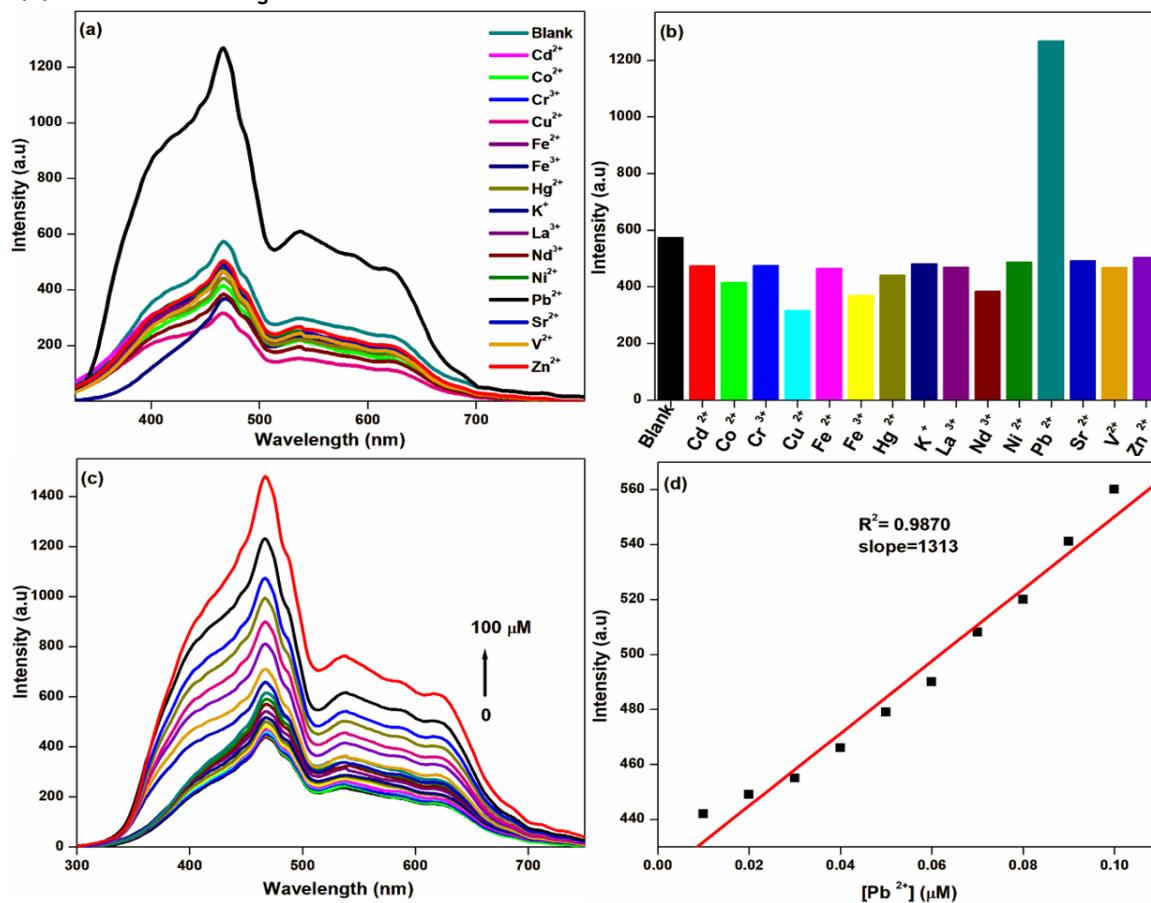 (a)
Intensity (a.u)
1200
1000
800
600
400
200
400
500
600
700
Wavelength (nm)
Blank
Cd2+
Co2+
Cr3+
Cu2+
Fe2+
Fe3+
Hg2+
K+
La3+
Nd3+
Ni2+
Pb2+
Sr2+
V2+
Zn2+
(b)
Intensity (a.u)
1200
1000
800
600
400
200
0
Blank
Cd 2+
Co 2+
Cr 3+
Cu 2+
Fe 2+
Fe 3+
Hg 2+
K +
La 3+
Nd 3+
Ni 2+
Pb 2+
Sr 2+
V2+
Zn 2+
(c)
Intensity (a.u)
1400
1200
1000
800
600
400
200
0
300
400
500
600
700
Wavelength (nm)
100 µM
0
(d)
Intensity (a.u)
560
540
520
500
480
460
440
0.00
0.02
0.04
0.06
0.08
0.10
[Pb 2+] (µM)
R2= 0.9870
slope=1313